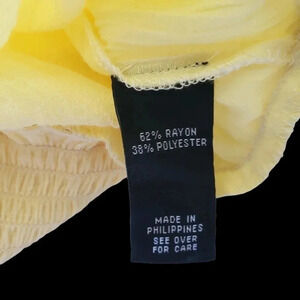 62% RAYON
38% POLYESTER
MADE IN
PHILIPPINES
SEE OVER
FOR CARE